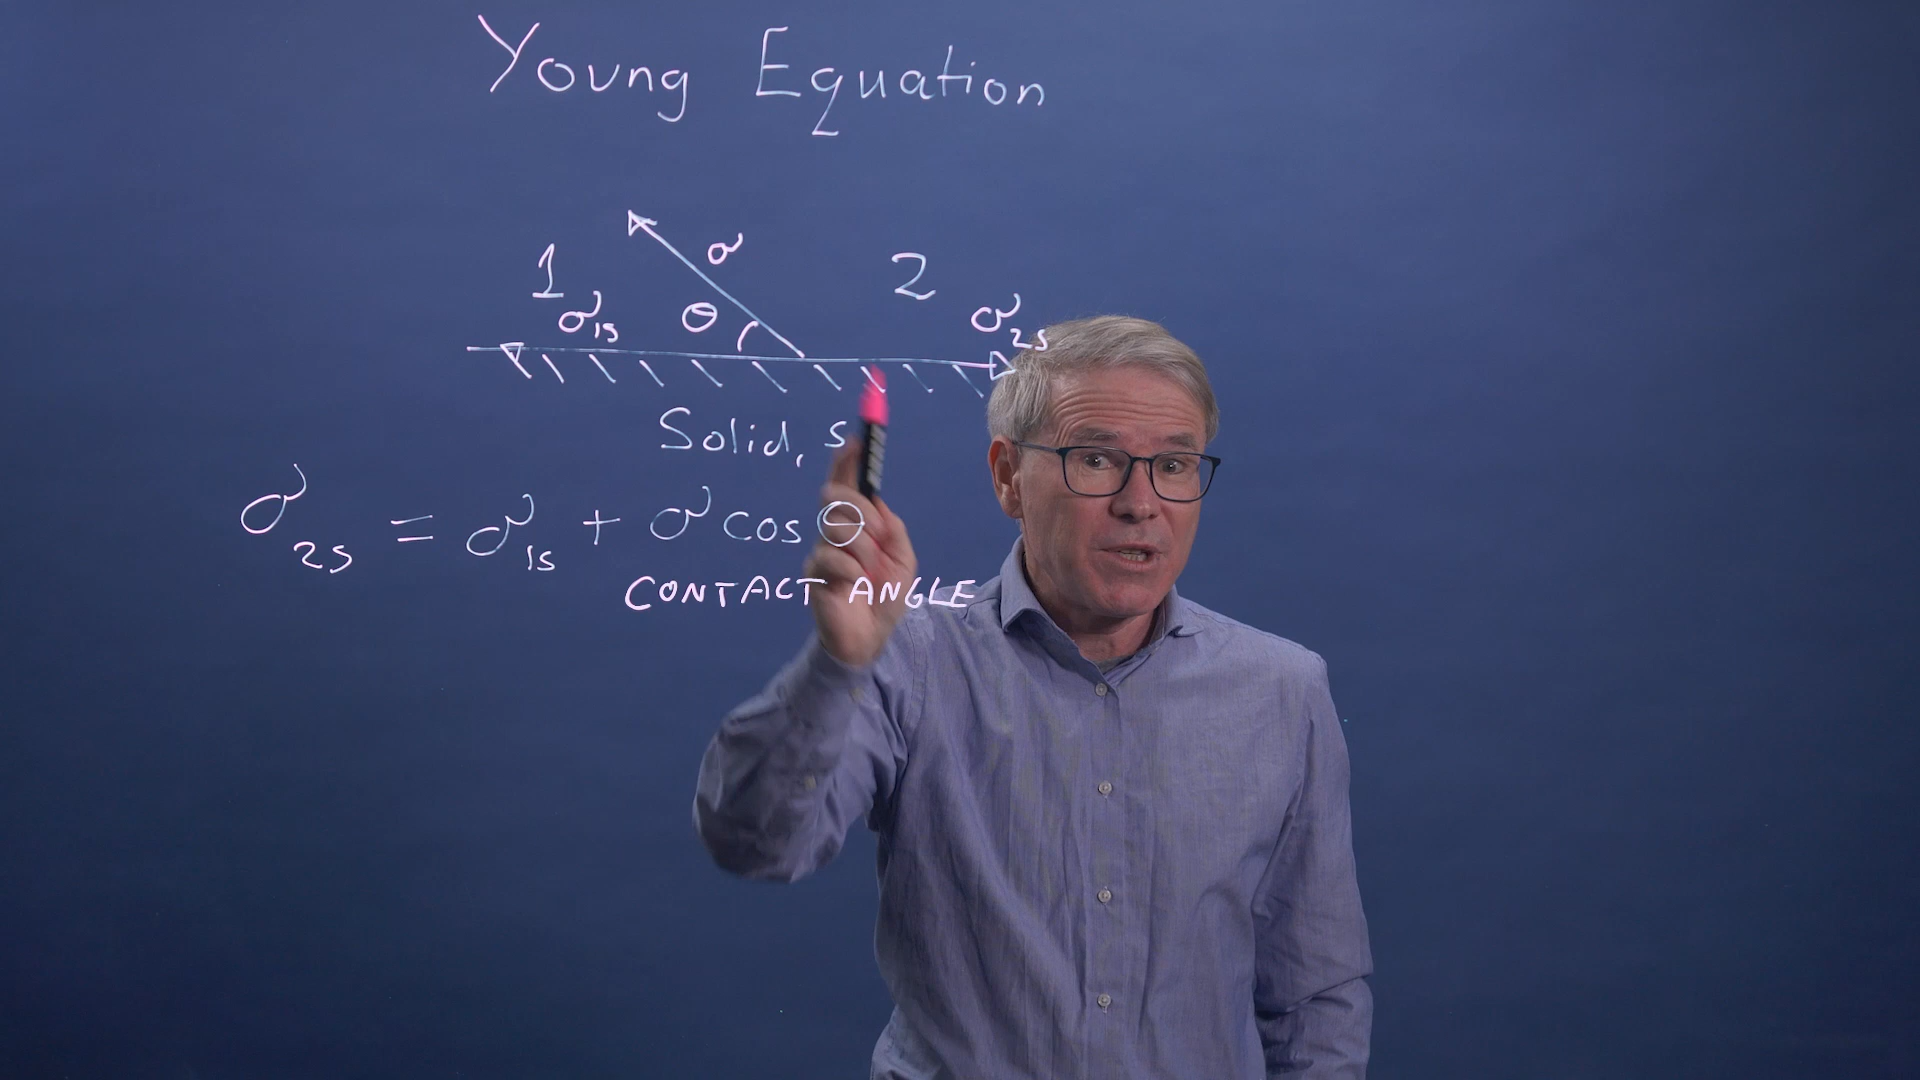 Young Equation
1 σ 2
σ1s θ σ2s
Solid, s
σ2s = σ1s + σ cos θ
CONTACT ANGLE